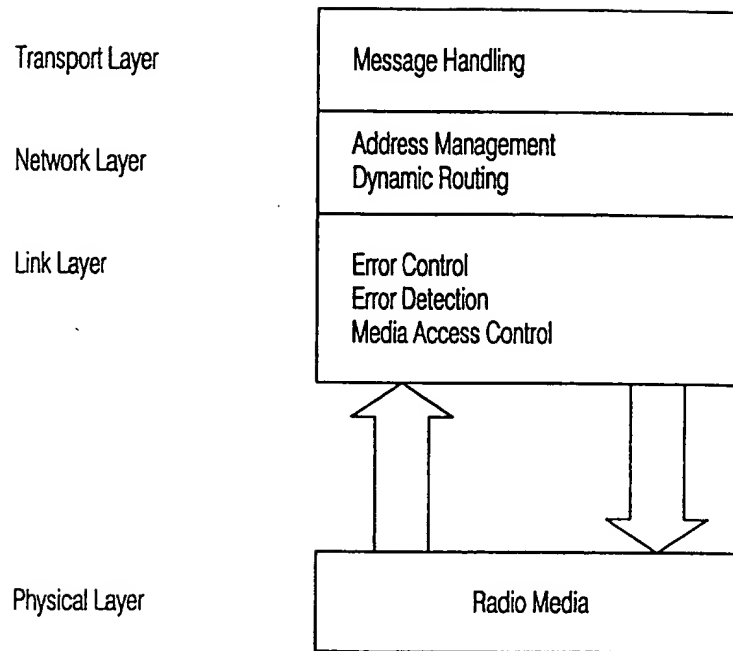 Transport Layer
Message Handling
Network Layer
Address Management
Dynamic Routing
Link Layer
Error Control
Error Detection
Media Access Control
Physical Layer
Radio Media